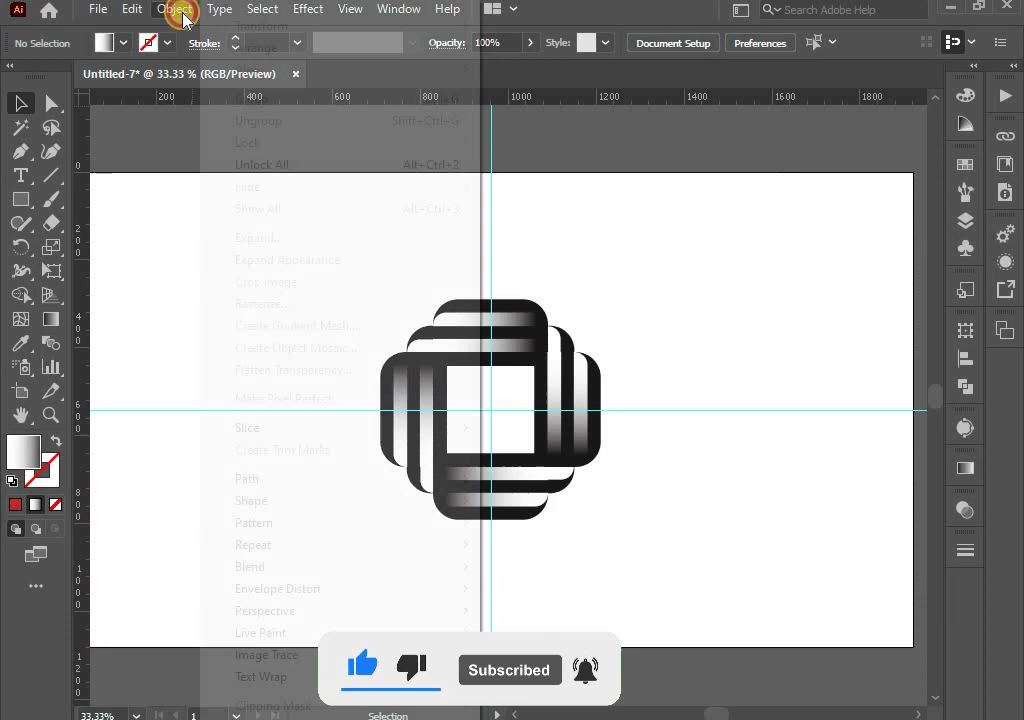 Ai File Edit Object Type Select Effect View Window Help Search Adobe Help
No Selection Stroke: Opacity: 100% Style: Document Setup Preferences
Untitled-7* @ 33.33 % (RGB/Preview) ×
200 400 600 800 1000 1200 1400 1600 1800
Transform
Ungroup Shift+Ctrl+G
Lock
Unlock All Alt+Ctrl+2
Hide
Show All Alt+Ctrl+3
Expand...
Expand Appearance
Crop Image
Rasterize...
Create Gradient Mesh...
Create Object Mosaic...
Flatten Transparency...
Make Pixel Perfect
Slice
Create Trim Marks
Path
Shape
Pattern
Repeat
Blend
Envelope Distort
Perspective
Live Paint
Image Trace
Text Wrap
Clipping Mask
Subscribed
33.33% 1 Selection